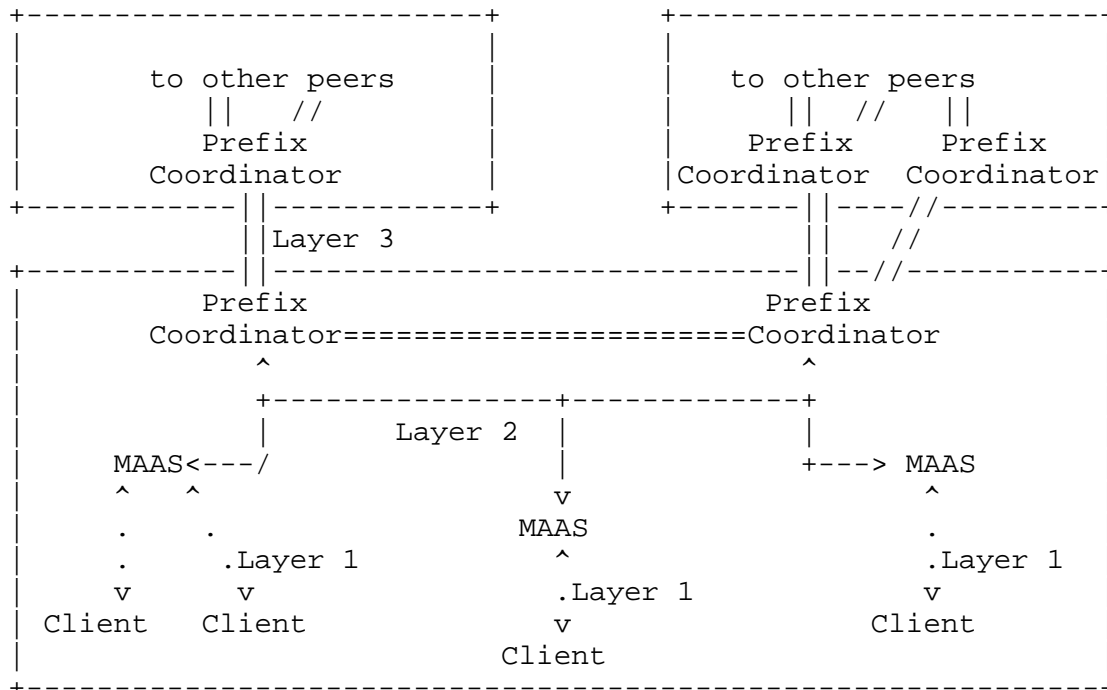 to other peers to other peers
Prefix Prefix Prefix
Coordinator Coordinator Coordinator
Layer 3
Prefix Prefix
Coordinator Coordinator
Layer 2
MAAS MAAS
MAAS
Layer 1 Layer 1
Layer 1
Client Client Client
Client